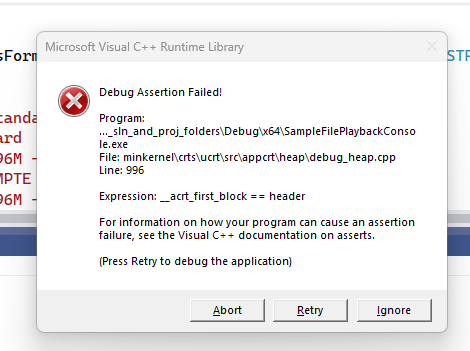 Microsoft Visual C++ Runtime Library
sForm
STR
Debug Assertion Failed!
Program:
..._sln_and_proj_folders\Debug\x64\SampleFilePlaybackConso
le.exe
File: minkernel\crts\ucrt\src\appcrt\heap\debug_heap.cpp
Line: 996
Expression: __acrt_first_block == header
For information on how your program can cause an assertion
failure, see the Visual C++ documentation on asserts.
(Press Retry to debug the application)
tanda
ard
96M -
MPTE
96M -
Abort
Retry
Ignore